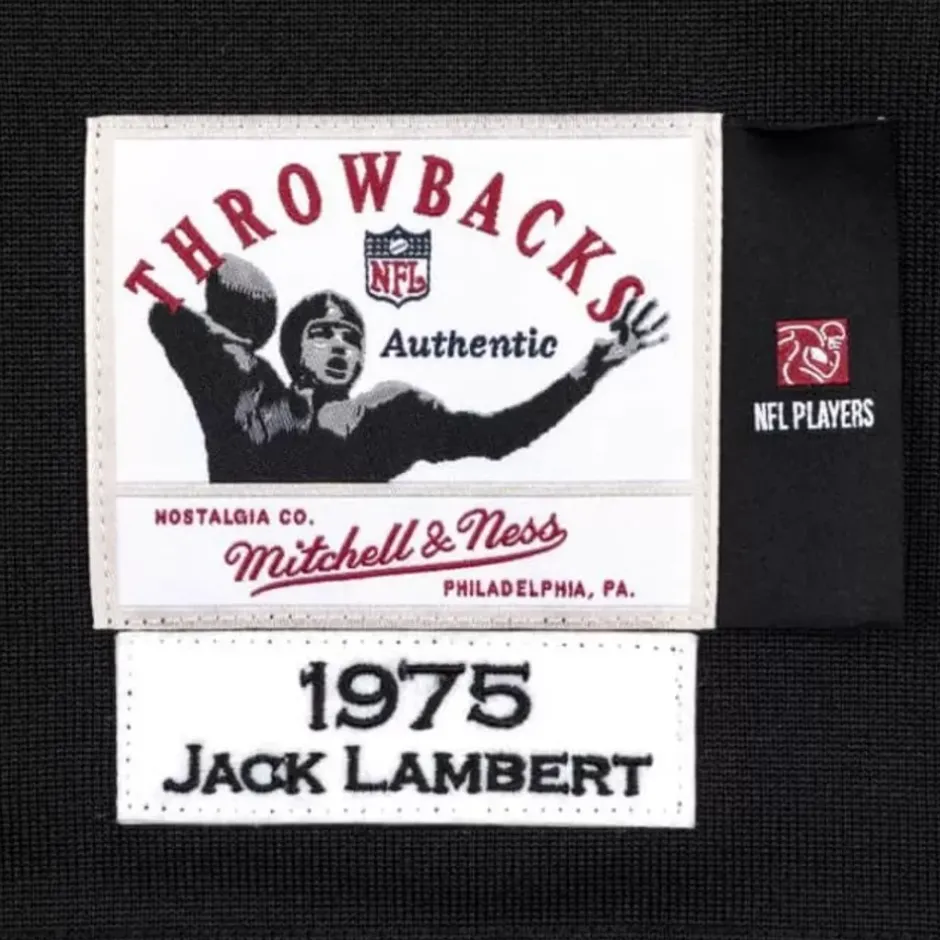 THROWBACKS
NFL
Authentic
NFL PLAYERS
NOSTALGIA CO.
Mitchell & Ness
PHILADELPHIA, PA.
1975
JACK LAMBERT